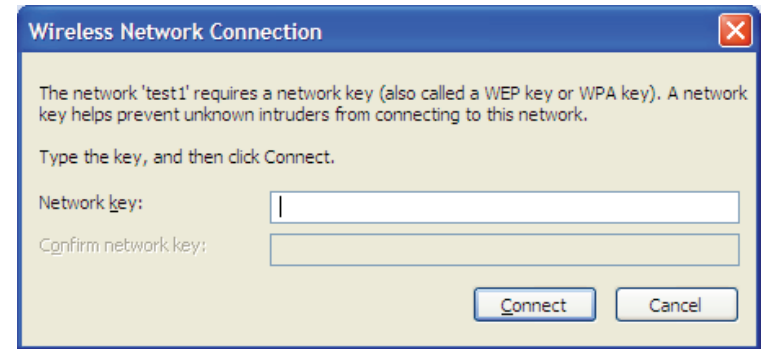 Wireless Network Connection
The network 'test1' requires a network key (also called a WEP key or WPA key). A network
key helps prevent unknown intruders from connecting to this network.
Type the key, and then click Connect.
Network key:
Confirm network key:
Connect Cancel